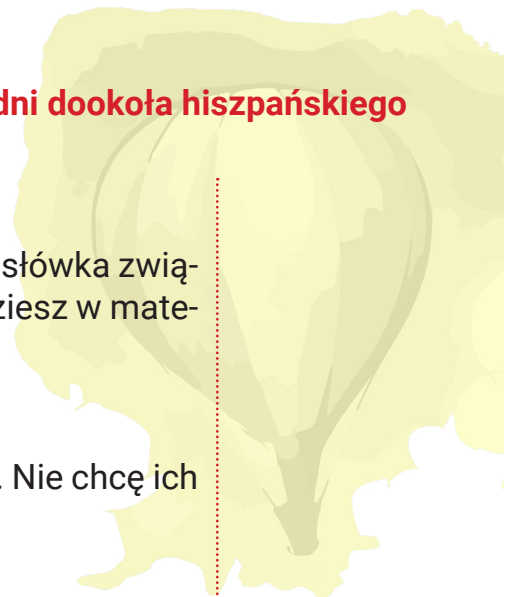 dni dookoła hiszpańskiego
słówka zwią-
ziesz w mate-
. Nie chcę ich